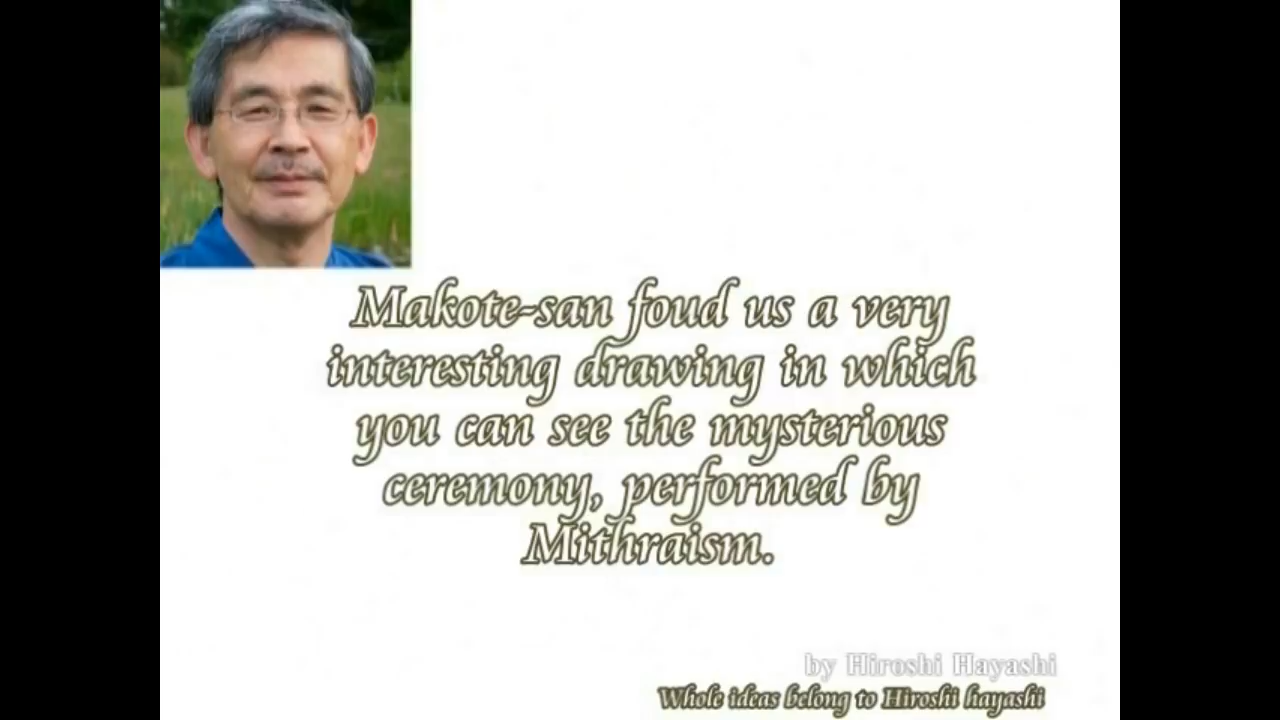 Makote-san foud us a very
interesting drawing in which
you can see the mysterious
ceremony, performed by
Mithraism.
by Hiroshi Hayashi
Whole ideas belong to Hiroshi hayashi